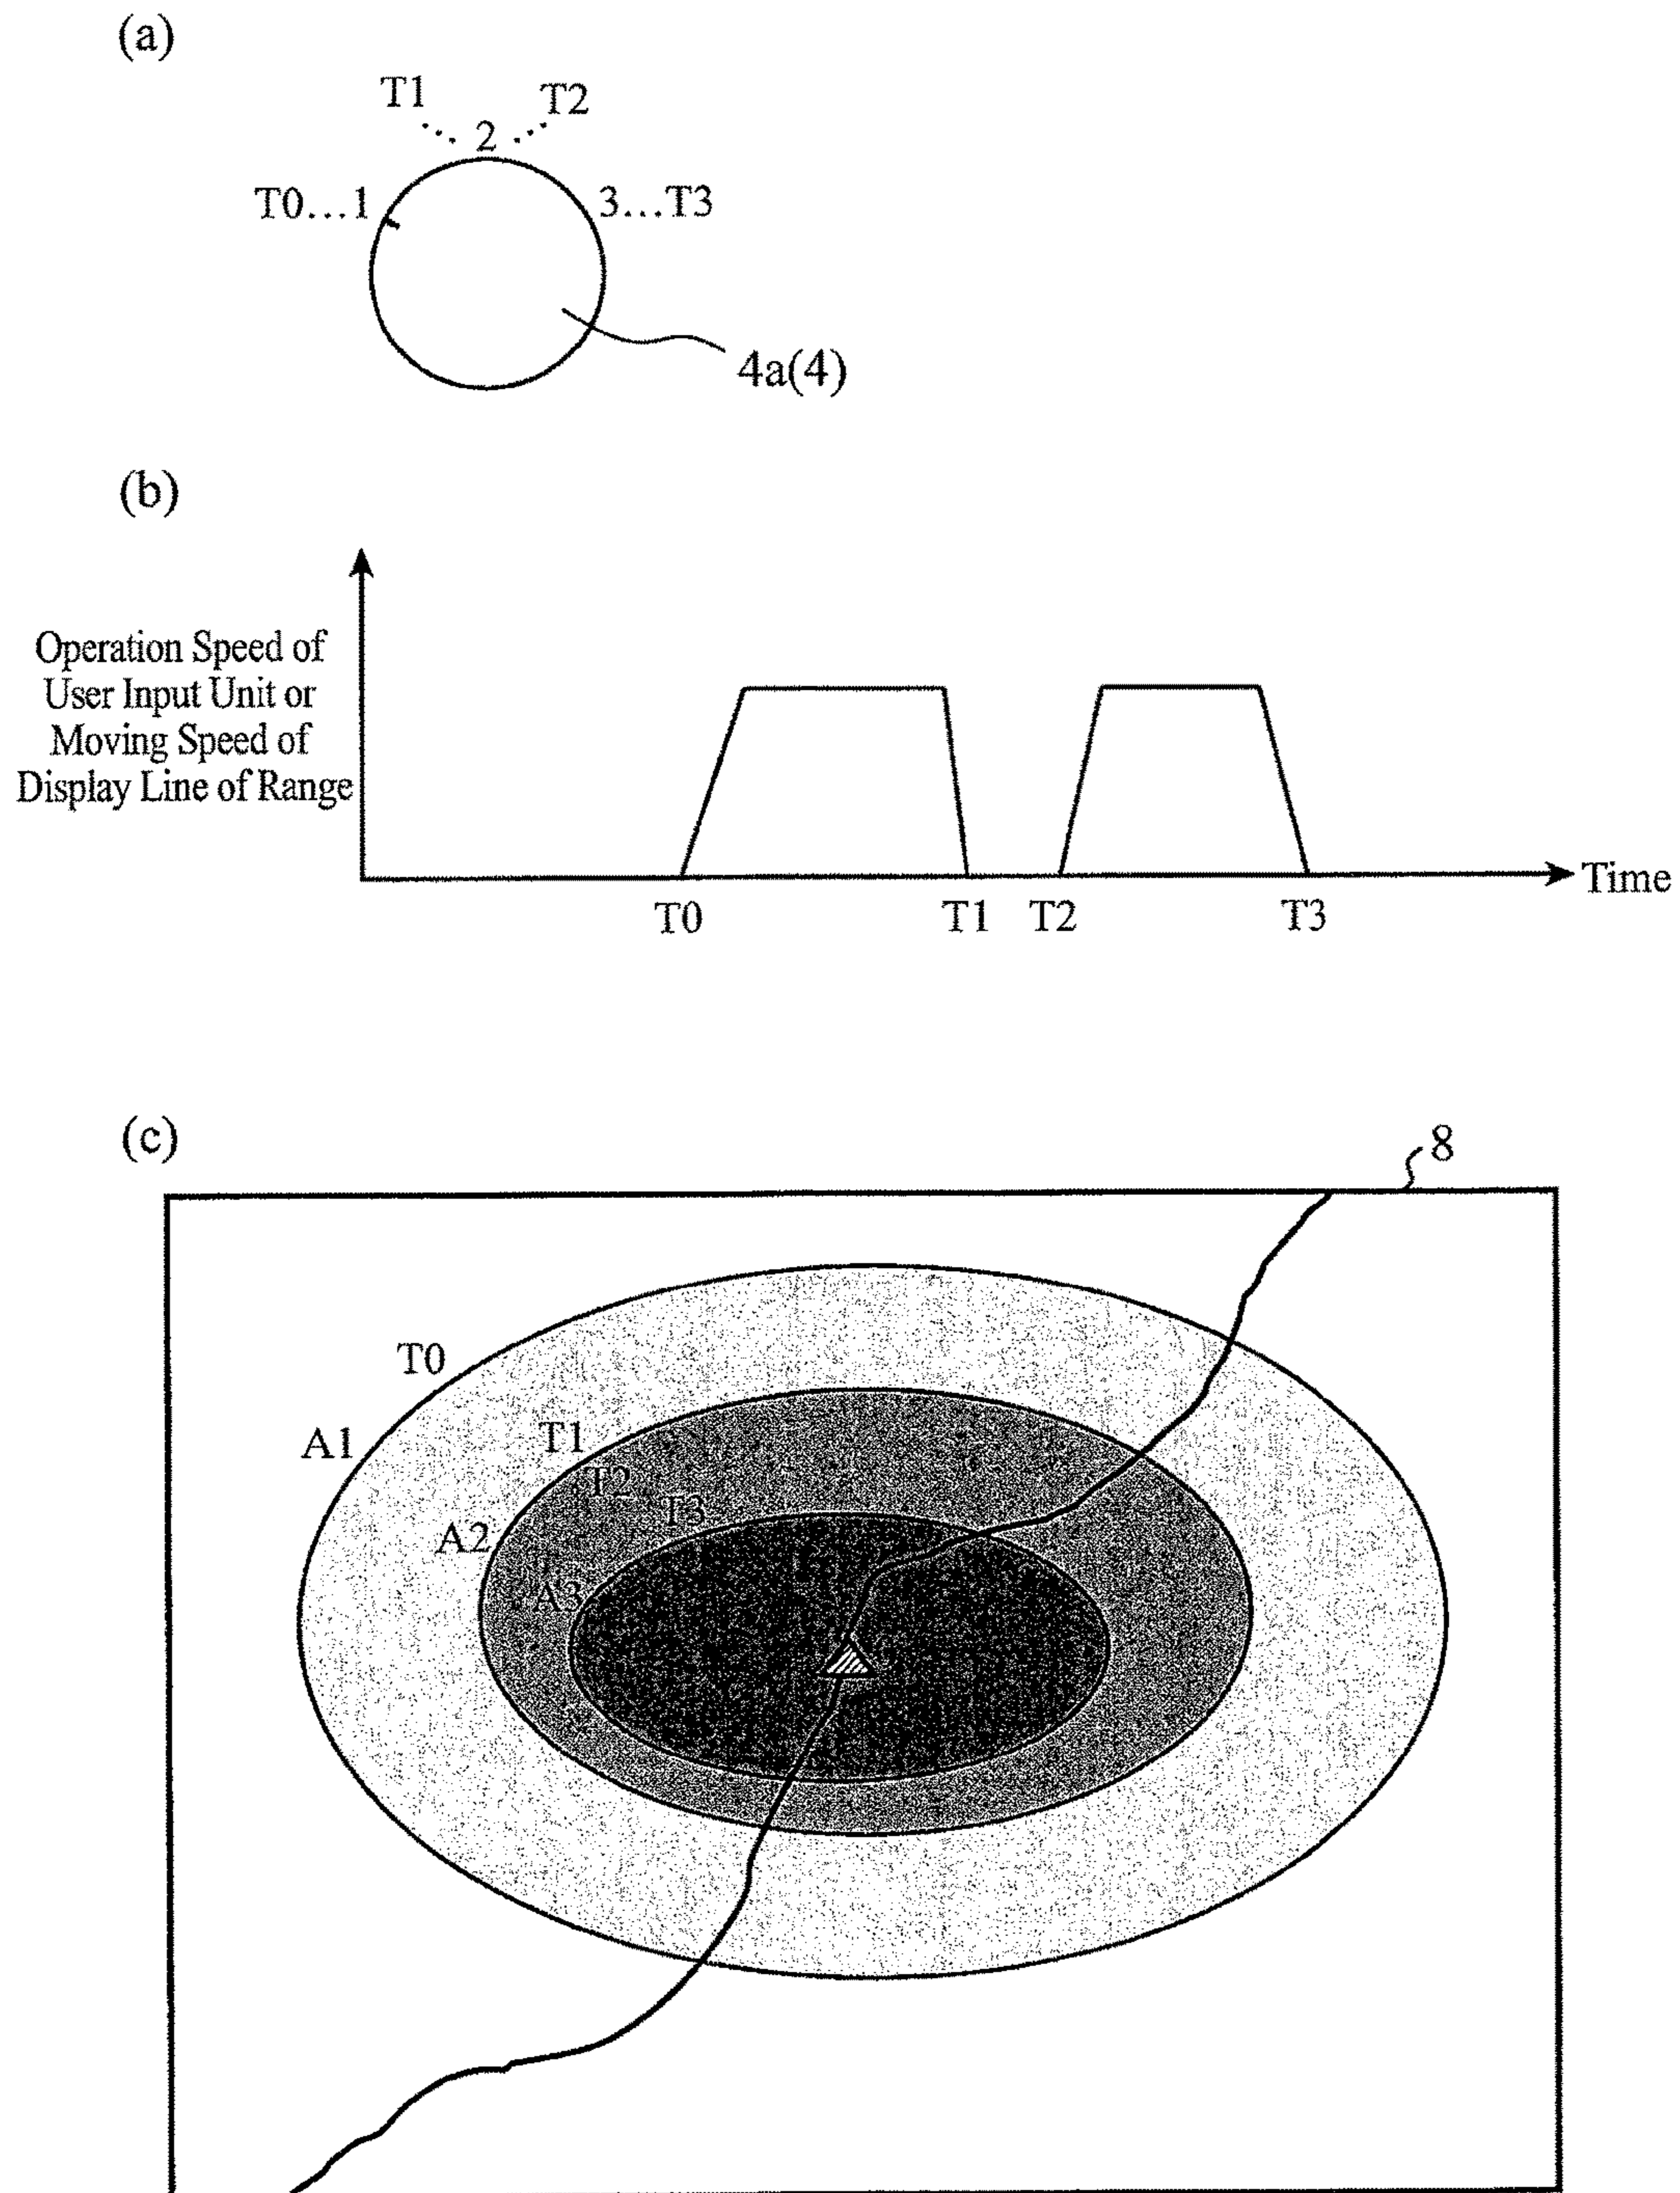 (a)
T1 T2
2
T0...1 3...T3
4a(4)
(b)
Operation Speed of
User Input Unit or
Moving Speed of
Display Line of Range
Time
T0 T1 T2 T3
(c)
8
T0
A1
T1
T2
T3
A2
A3